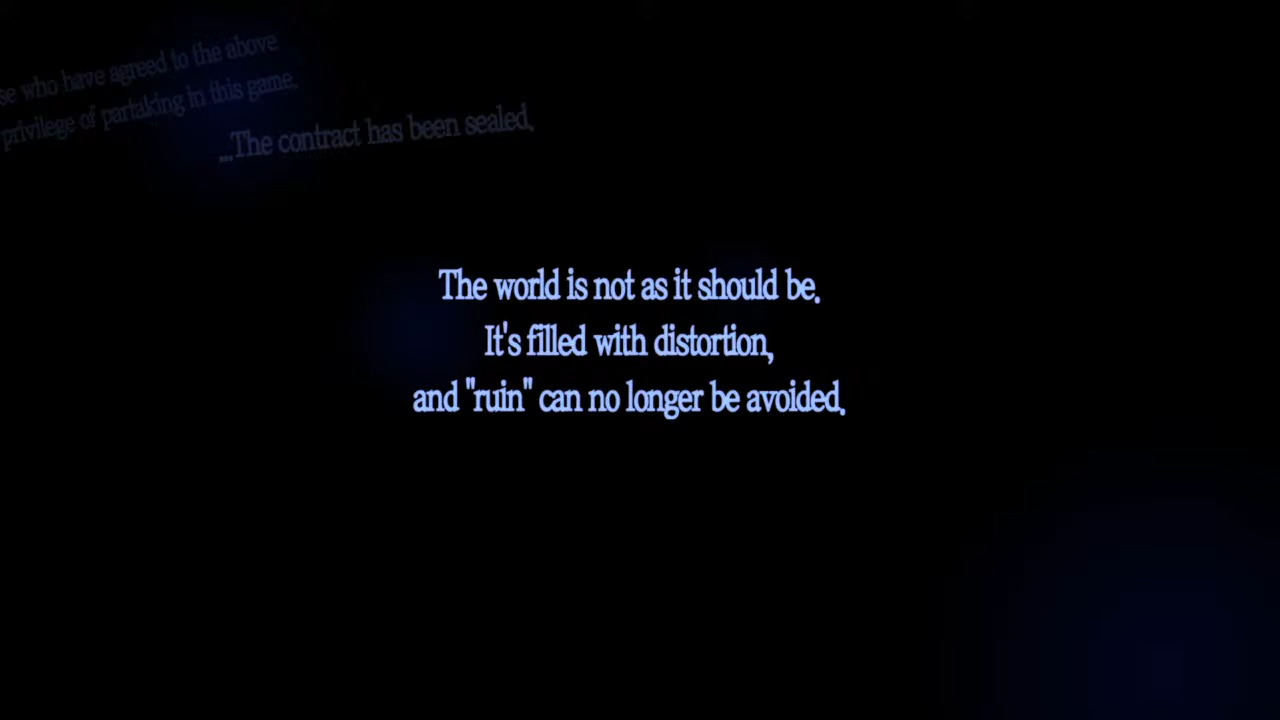 se who have agreed to the above
privilege of partaking in this game.
...The contract has been sealed.
The world is not as it should be.
It's filled with distortion,
and "ruin" can no longer be avoided.